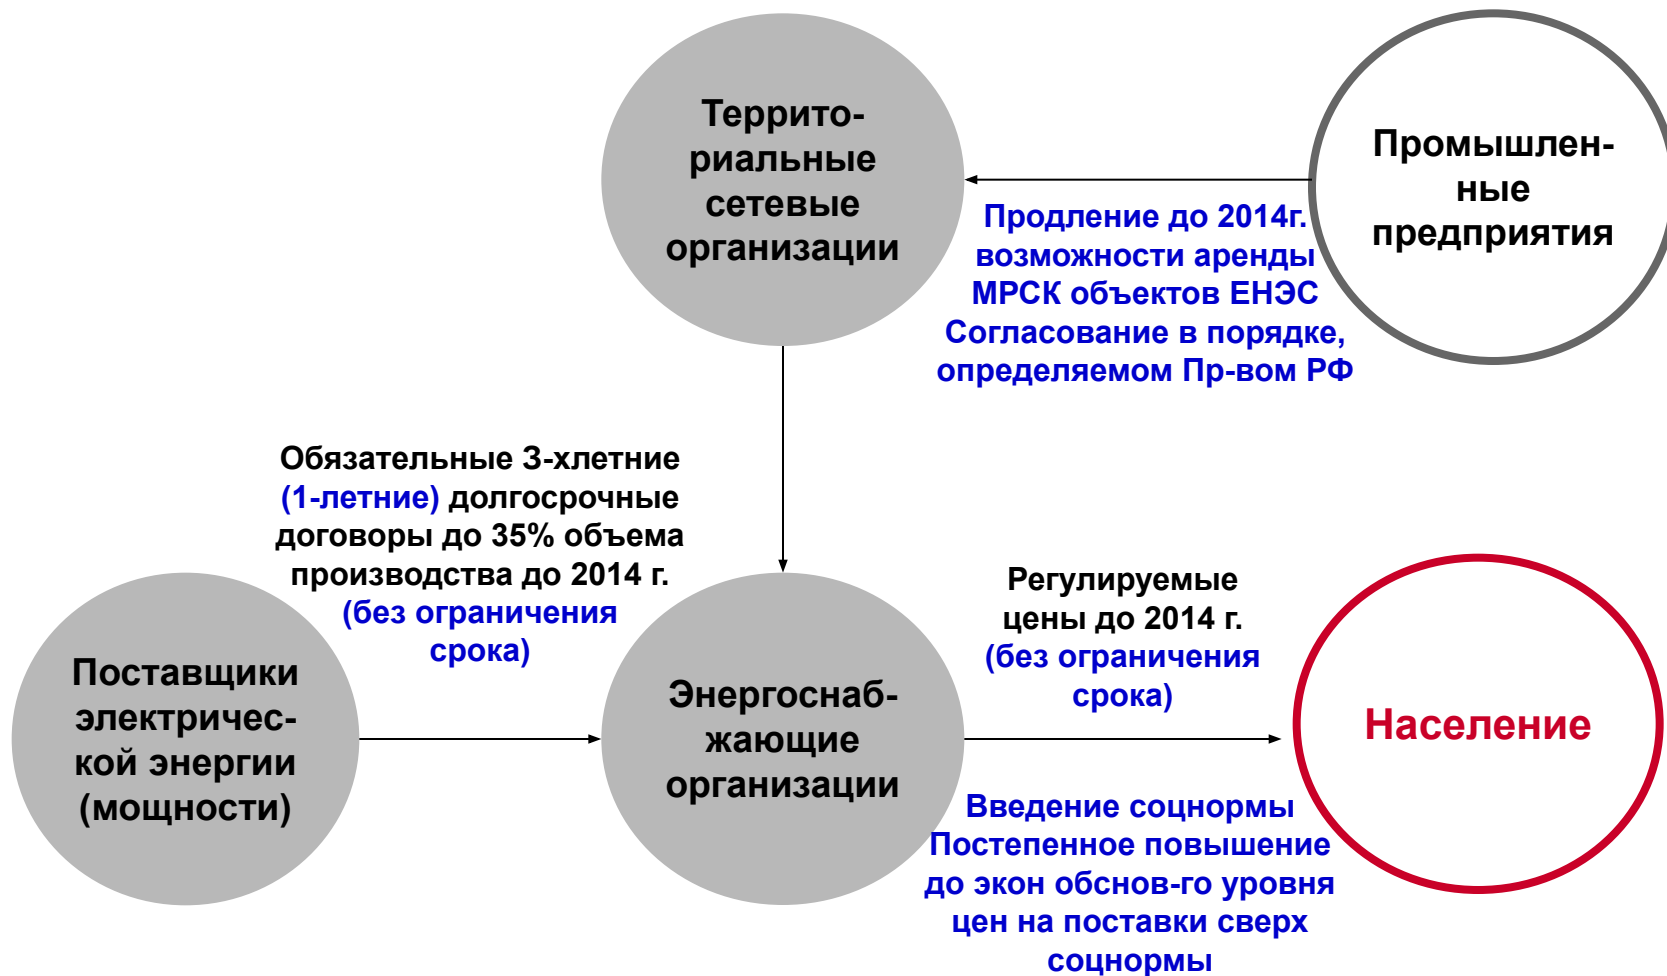 Террито-
риальные
сетевые
организации
Промышлен-
ные
предприятия
Продление до 2014г.
возможности аренды
МРСК объектов ЕНЭС
Согласование в порядке,
определяемом Пр-вом РФ
Обязательные 3-хлетние
(1-летние) долгосрочные
договоры до 35% объема
производства до 2014 г.
(без ограничения
срока)
Регулируемые
цены до 2014 г.
(без ограничения
срока)
Поставщики
электричес-
кой энергии
(мощности)
Энергоснаб-
жающие
организации
Население
Введение соцнормы
Постепенное повышение
до экон обснов-го уровня
цен на поставки сверх
соцнормы